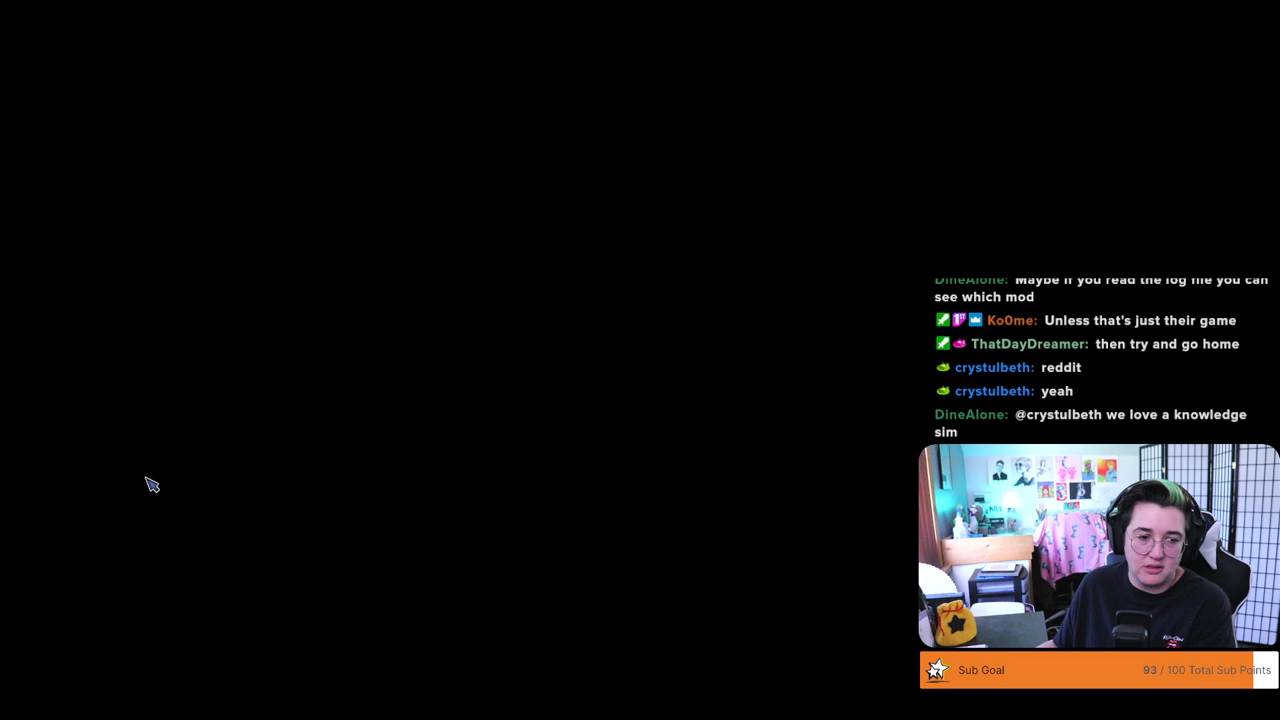 DineAlone: Maybe if you read the log file you can
see which mod
Ko0me: Unless that's just their game
ThatDayDreamer: then try and go home
crystulbeth: reddit
crystulbeth: yeah
DineAlone: @crystulbeth we love a knowledge
sim
KILL
Sub Goal 93 / 100 Total Sub Points